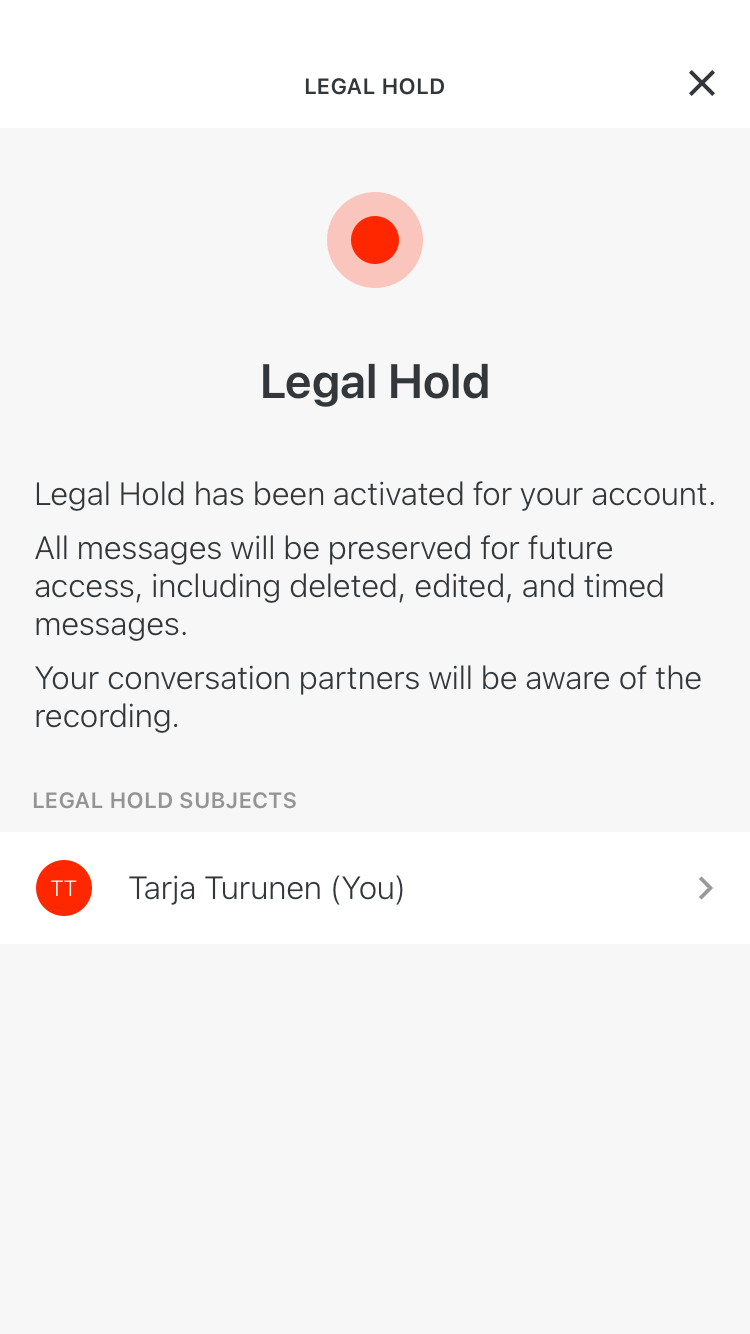 LEGAL HOLD
Legal Hold
Legal Hold has been activated for your account.
All messages will be preserved for future
access, including deleted, edited, and timed
messages.
Your conversation partners will be aware of the
recording.
LEGAL HOLD SUBJECTS
TT Tarja Turunen (You)